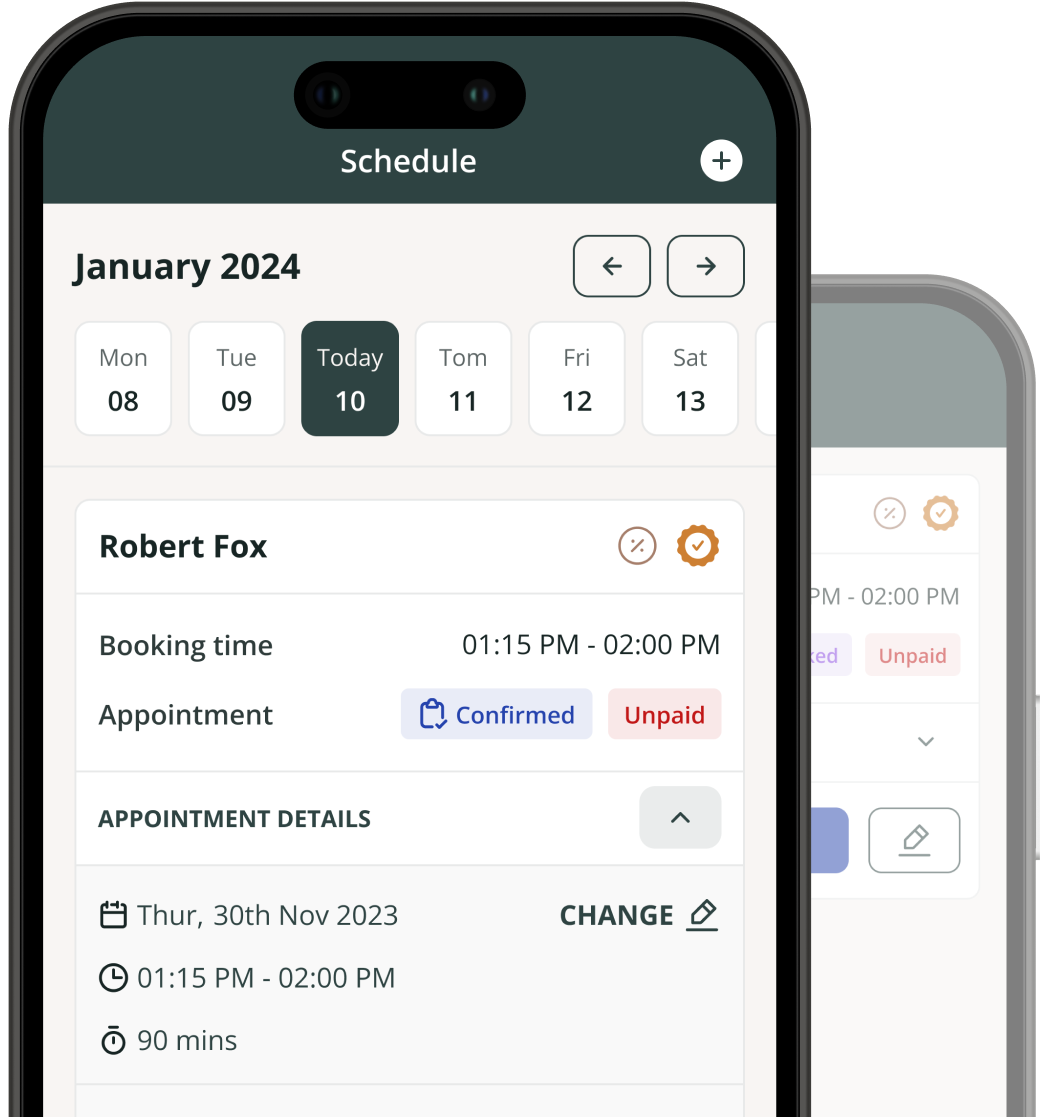 Schedule
January 2024
Mon Tue Today Tom Fri Sat
08 09 10 11 12 13
Robert Fox
Booking time 01:15 PM - 02:00 PM
Appointment Confirmed Unpaid
APPOINTMENT DETAILS
Thur, 30th Nov 2023 CHANGE
01:15 PM - 02:00 PM
90 mins
PM - 02:00 PM
ked Unpaid